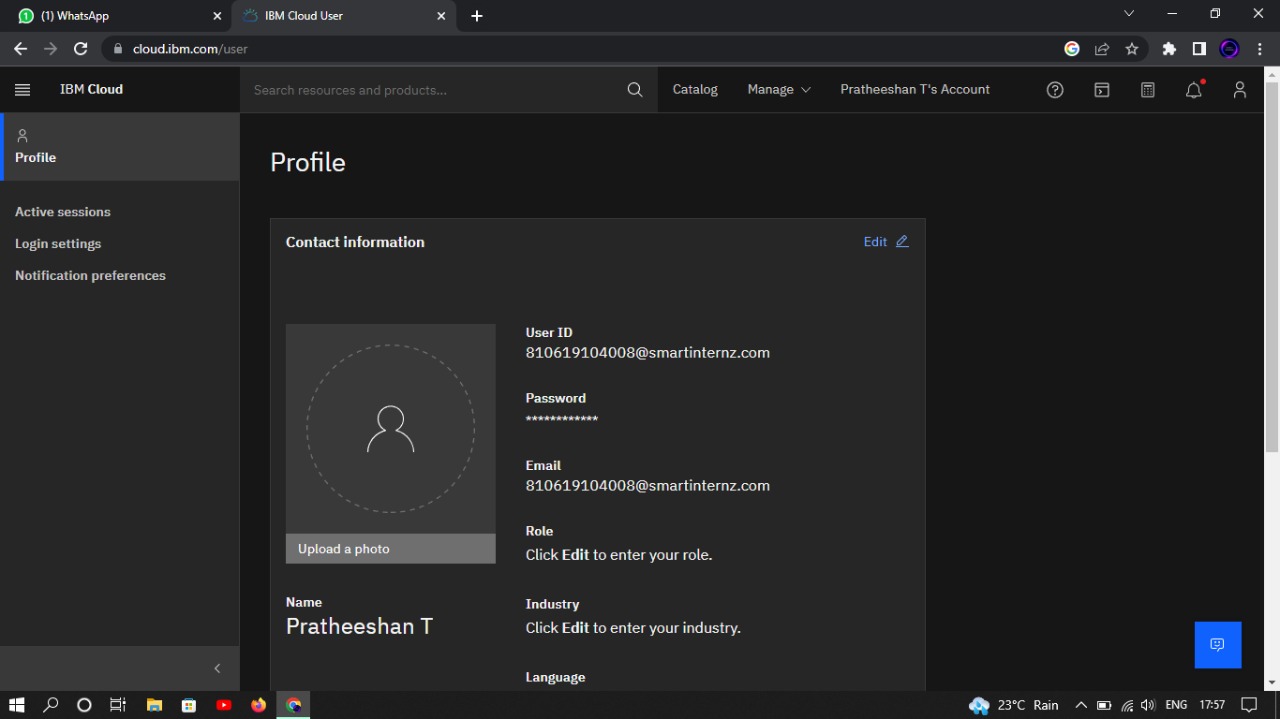 (1) WhatsApp
IBM Cloud User
cloud.ibm.com/user
IBM Cloud
Search resources and products...
Catalog
Manage
Pratheeshan T's Account
Profile
Active sessions
Login settings
Notification preferences
Profile
Contact information
Edit
Upload a photo
Name
Pratheeshan T
User ID
810619104008@smartinternz.com
Password
************
Email
810619104008@smartinternz.com
Role
Click Edit to enter your role.
Industry
Click Edit to enter your industry.
Language
23°C Rain
ENG
17:57